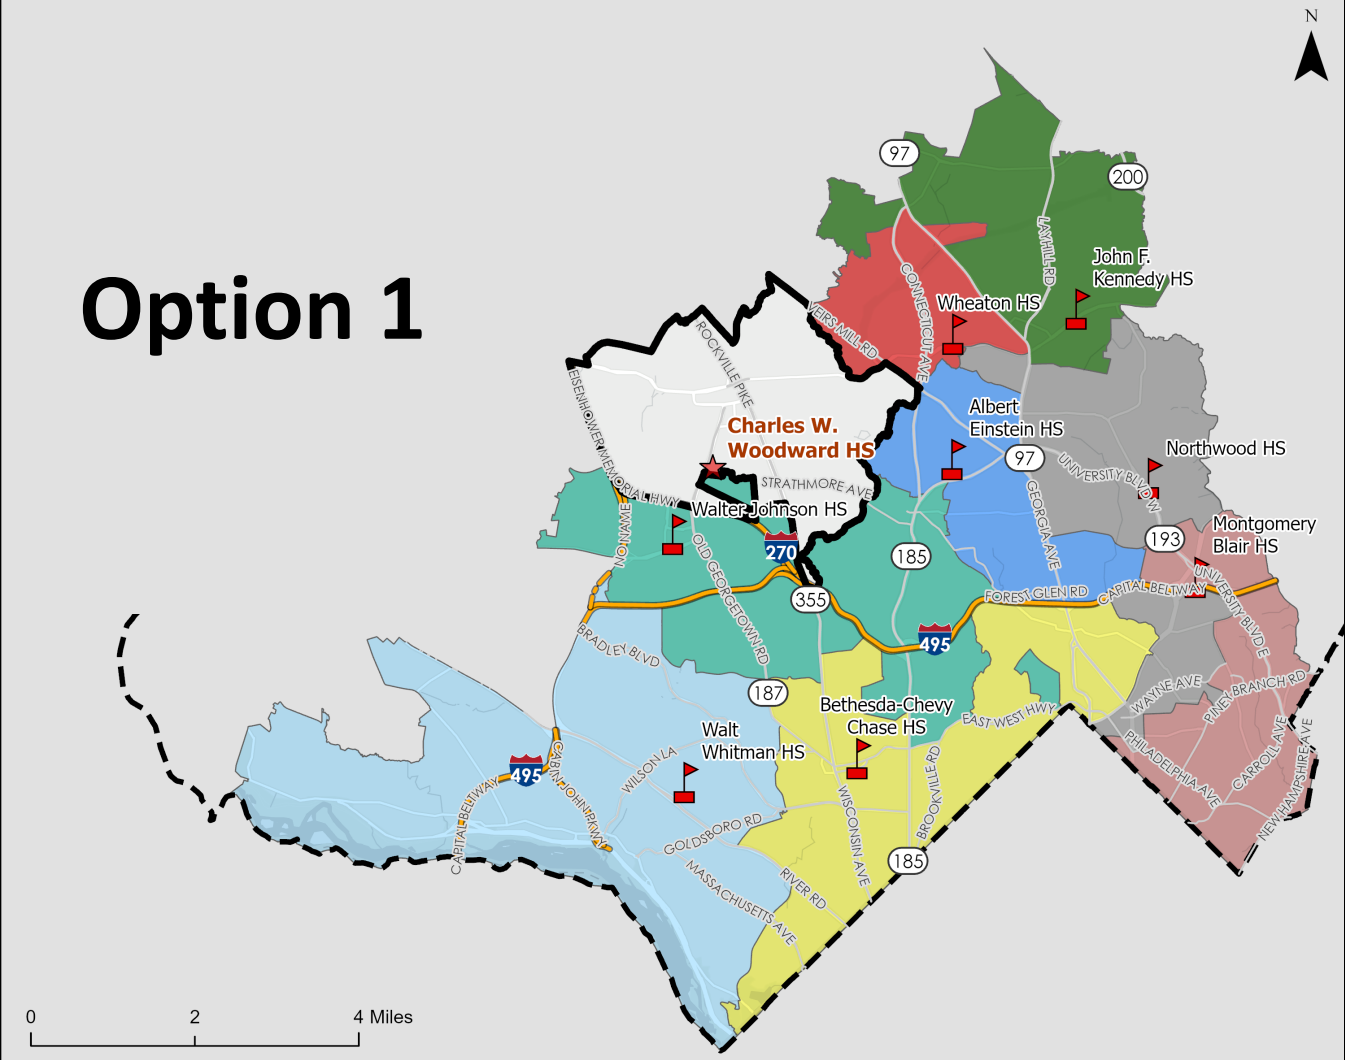 N
97
200
LAYHILL RD
John F.
Kennedy HS
Option 1
CONNECTICUT AVE
Wheaton HS
VEIRS MILL RD
ROCKVILLE PIKE
EISENHOWER MEMORIAL HWY
Charles W.
Woodward HS
Albert
Einstein HS
97
UNIVERSITY BLVD W
Northwood HS
STRATHMORE AVE
Walter Johnson HS
GEORGIA AVE
Montgomery
Blair HS
193
NO NAME
OLD GEORGETOWN RD
270
185
355
FOREST GLEN RD
CAPITAL BELTWAY
UNIVERSITY BLVD E
495
BRADLEY BLVD
187
WAYNE AVE
PINEY BRANCH RD
Bethesda-Chevy
Chase HS
EAST WEST HWY
Walt
Whitman HS
495
CABIN JOHN PKWY
WILSON LA
CAPITAL BELTWAY
WISCONSIN AVE
BROOKVILLE RD
PHILADELPHIA AVE
CARROLL AVE
NEW HAMPSHIRE AVE
GOLDSBORO RD
MASSACHUSETTS AVE
RIVER RD
185
0 2 4 Miles